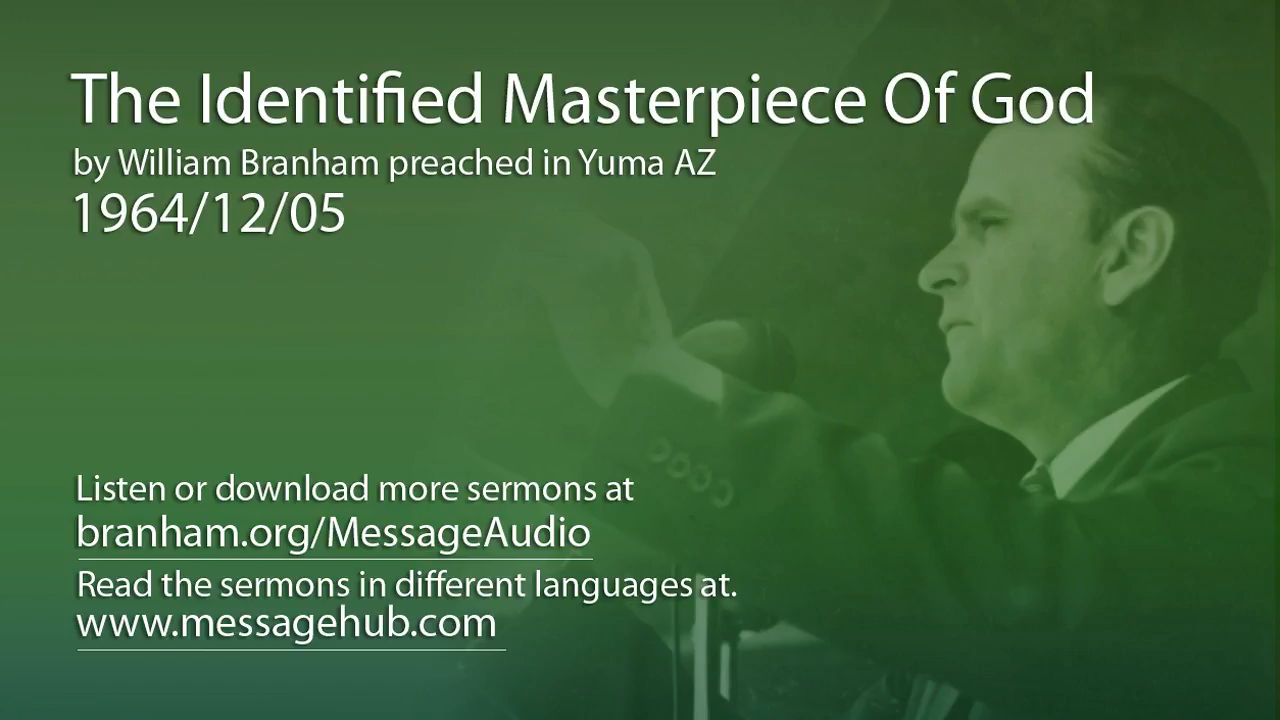 The Identified Masterpiece Of God
by William Branham preached in Yuma AZ
1964/12/05
Listen or download more sermons at
branham.org/MessageAudio
Read the sermons in different languages at.
www.messagehub.com